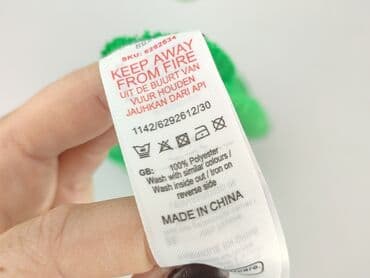 SKU: 6292624
KEEP AWAY
FROM FIRE
UIT DE BUURT VAN
VUUR HOUDEN
JAUHKAN DARI API
1142/6292612/30
GB: 100% Polyester
Wash with similar colours /
Wash inside out / Iron on
reverse side
MADE IN CHINA